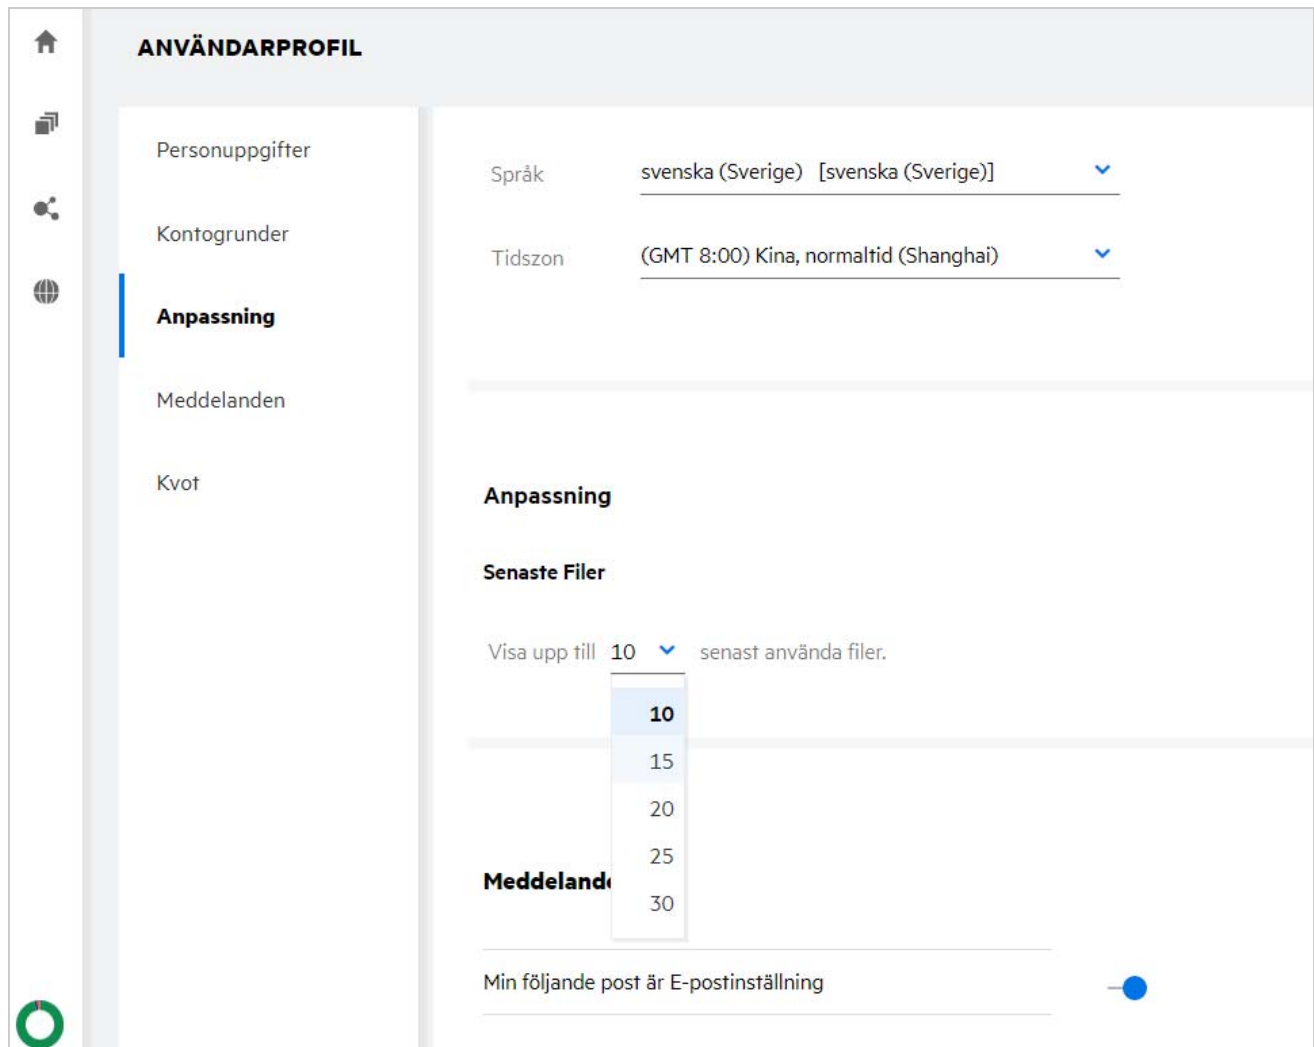 ANVÄNDARPROFIL
Personuppgifter
Kontogrunder
Anpassning
Meddelanden
Kvot
Språk svenska (Sverige) [svenska (Sverige)]
Tidszon (GMT 8:00) Kina, normaltid (Shanghai)
Anpassning
Senaste Filer
Visa upp till 10 senast använda filer.
10
15
20
25
30
Min följande post är E-postinställning